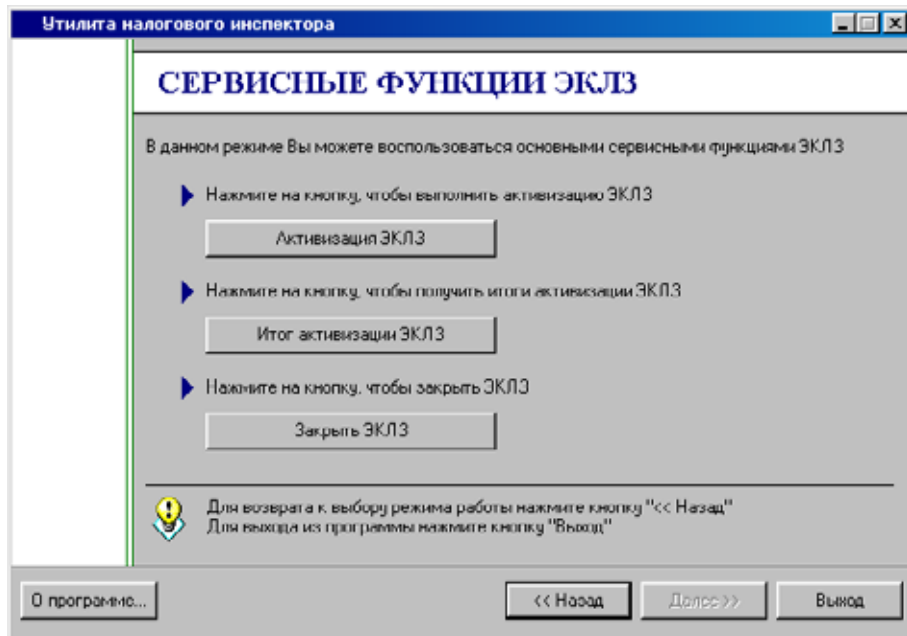 Утилита налогового инспектора
СЕРВИСНЫЕ ФУНКЦИИ ЭКЛЗ
В данном режиме Вы можете воспользоваться основными сервисными функциями ЭКЛЗ
Нажмите на кнопку, чтобы выполнить активизацию ЭКЛЗ
Активизация ЭКЛЗ
Нажмите на кнопку, чтобы получить итоги активизации ЭКЛЗ
Итог активизации ЭКЛЗ
Нажмите на кнопку, чтобы закрыть ЭКЛЗ
Закрыть ЭКЛЗ
Для возврата к выбору режима работы нажмите кнопку "<< Назад"
Для выхода из программы нажмите кнопку "Выход"
О программе...
<< Назад
Далее >>
Выход